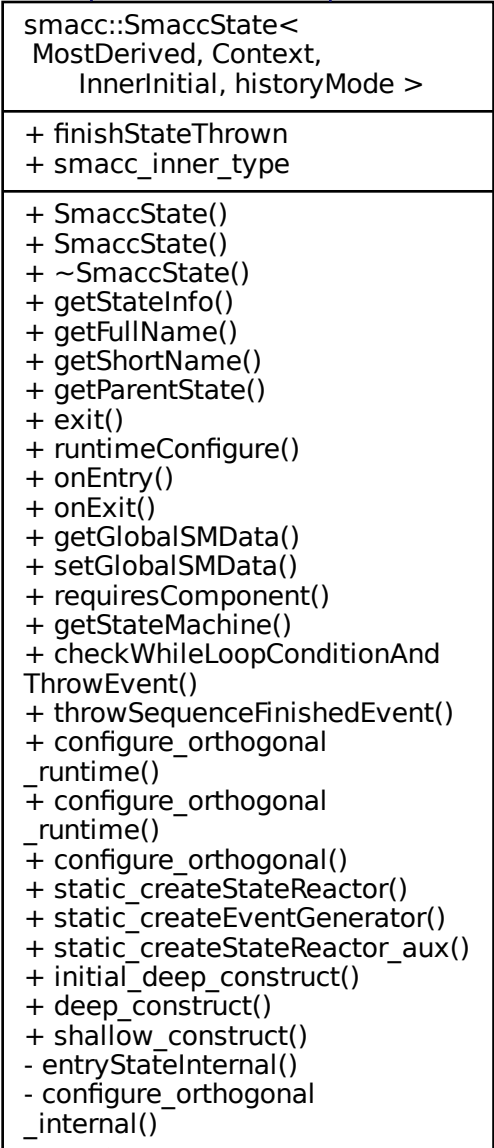 smacc::SmaccState<
MostDerived, Context,
InnerInitial, historyMode >
+ finishStateThrown
+ smacc_inner_type
+ SmaccState()
+ SmaccState()
+ ~SmaccState()
+ getStateInfo()
+ getFullName()
+ getShortName()
+ getParentState()
+ exit()
+ runtimeConfigure()
+ onEntry()
+ onExit()
+ getGlobalSMData()
+ setGlobalSMData()
+ requiresComponent()
+ getStateMachine()
+ checkWhileLoopConditionAnd
ThrowEvent()
+ throwSequenceFinishedEvent()
+ configure_orthogonal
_runtime()
+ configure_orthogonal
_runtime()
+ configure_orthogonal()
+ static_createStateReactor()
+ static_createEventGenerator()
+ static_createStateReactor_aux()
+ initial_deep_construct()
+ deep_construct()
+ shallow_construct()
- entryStateInternal()
- configure_orthogonal
_internal()